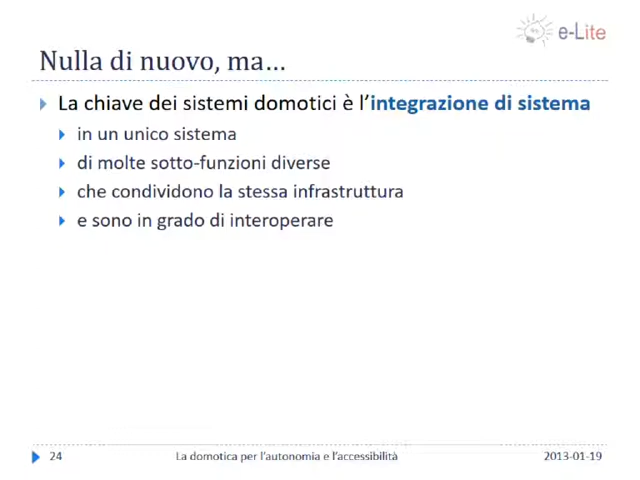 e-Lite
Nulla di nuovo, ma…
La chiave dei sistemi domotici è l'integrazione di sistema
in un unico sistema
di molte sotto-funzioni diverse
che condividono la stessa infrastruttura
e sono in grado di interoperare
24
La domotica per l'autonomia e l'accessibilità
2013-01-19